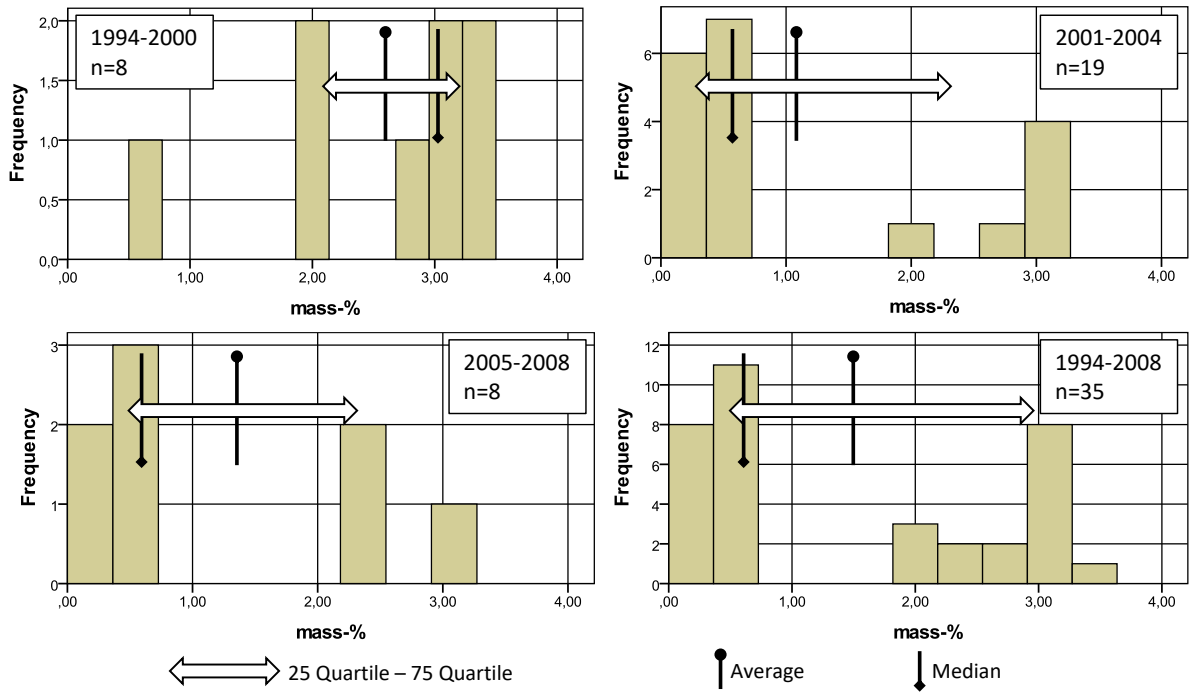 1994-2000
n=8
Frequency
2,0
1,5
1,0
0,5
0,0
,00 1,00 2,00 3,00 4,00
mass-%
2001-2004
n=19
Frequency
6
4
2
0
,00 1,00 2,00 3,00 4,00
mass-%
2005-2008
n=8
Frequency
3
2
1
0
,00 1,00 2,00 3,00 4,00
mass-%
1994-2008
n=35
Frequency
12
10
8
6
4
2
0
,00 1,00 2,00 3,00 4,00
mass-%
25 Quartile – 75 Quartile
Average
Median